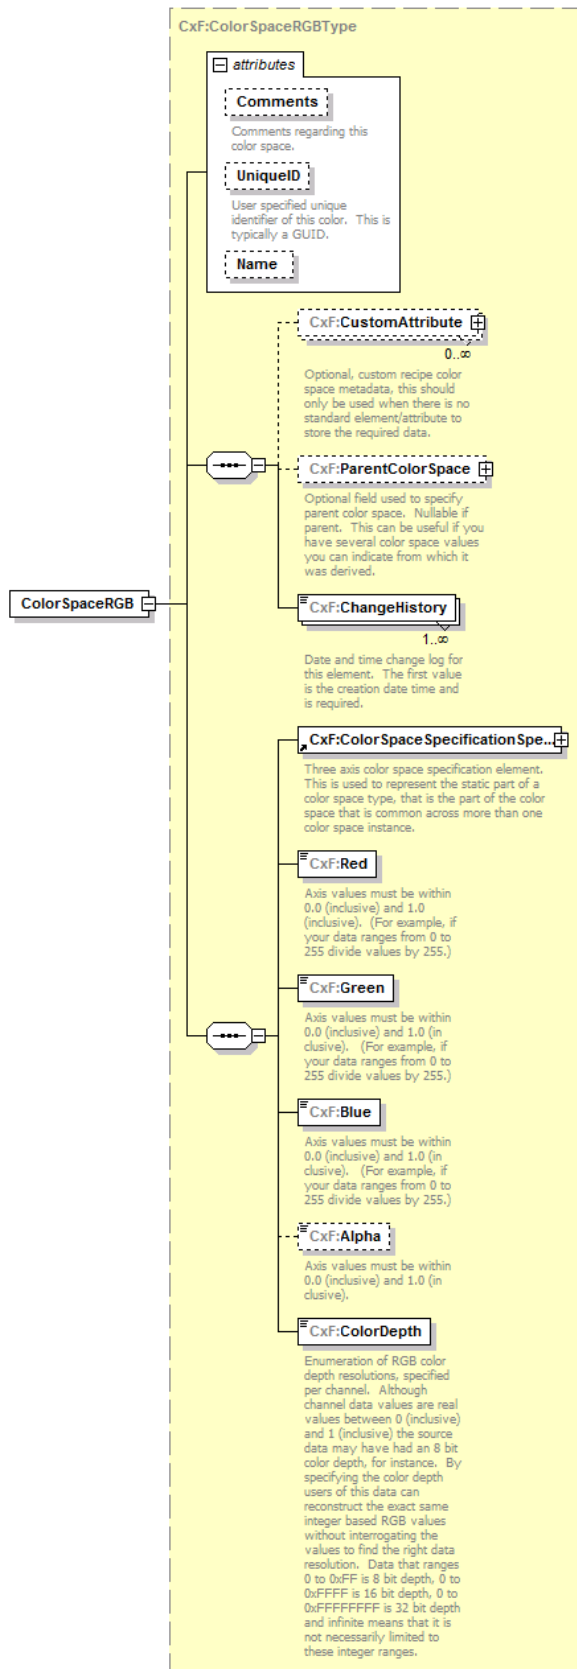 CxF:ColorSpaceRGBType
attributes
Comments
Comments regarding this
color space.
UniqueID
User specified unique
identifier of this color. This is
typically a GUID.
Name
CxF:CustomAttribute
0..∞
Optional, custom recipe color
space metadata, this should
only be used when there is no
standard element/attribute to
store the required data.
CxF:ParentColorSpace
Optional field used to specify
parent color space. Nullable if
parent. This can be useful if you
have several color space values
you can indicate from which it
was derived.
ColorSpaceRGB
CxF:ChangeHistory
1..∞
Date and time change log for
this element. The first value
is the creation date time and
is required.
CxF:ColorSpaceSpecificationSpe...
Three axis color space specification element.
This is used to represent the static part of a
color space type, that is the part of the color
space that is common across more than one
color space instance.
CxF:Red
Axis values must be within
0.0 (inclusive) and 1.0
(inclusive). (For example, if
your data ranges from 0 to
255 divide values by 255.)
CxF:Green
Axis values must be within
0.0 (inclusive) and 1.0 (in
clusive). (For example, if
your data ranges from 0 to
255 divide values by 255.)
CxF:Blue
Axis values must be within
0.0 (inclusive) and 1.0 (in
clusive). (For example, if
your data ranges from 0 to
255 divide values by 255.)
CxF:Alpha
Axis values must be within
0.0 (inclusive) and 1.0 (in
clusive).
CxF:ColorDepth
Enumeration of RGB color
depth resolutions, specified
per channel. Although
channel data values are real
values between 0 (inclusive)
and 1 (inclusive) the source
data may have had an 8 bit
color depth, for instance. By
specifying the color depth
users of this data can
reconstruct the exact same
integer based RGB values
without interrogating the
values to find the right data
resolution. Data that ranges
0 to 0xFF is 8 bit depth, 0 to
0xFFFF is 16 bit depth, 0 to
0xFFFFFFFF is 32 bit depth
and infinite means that it is
not necessarily limited to
these integer ranges.